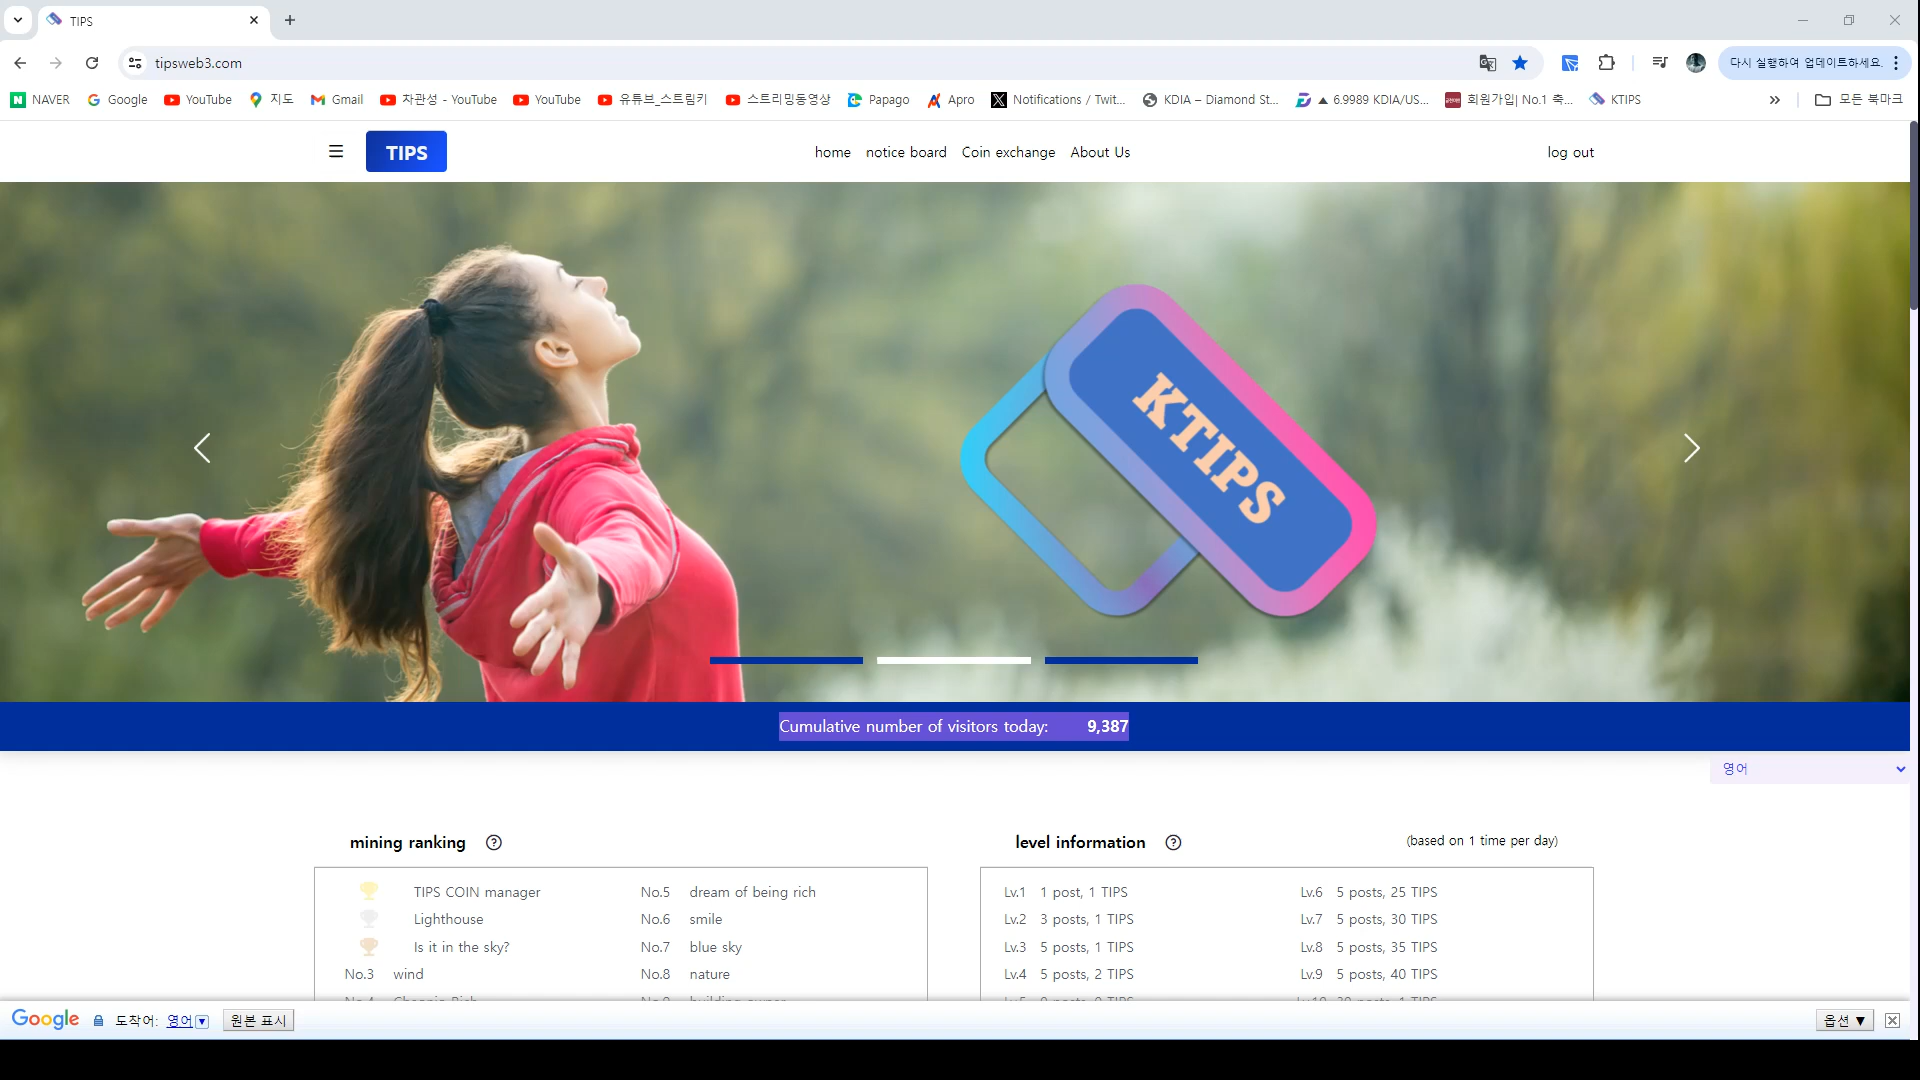 TIPS
tipsweb3.com
다시 실행하여 업데이트하세요.
NAVER Google YouTube 지도 Gmail 차관성 - YouTube YouTube 유튜브_스트림키 스트리밍동영상 Papago Apro Notifications / Twit... KDIA – Diamond St... ▲ 6.9989 KDIA/US... 회원가입| No.1 축... KTIPS » 모든 북마크
TIPS home notice board Coin exchange About Us log out
KTIPS
Cumulative number of visitors today: 9,387
영어
mining ranking
TIPS COIN manager No.5 dream of being rich
Lighthouse No.6 smile
Is it in the sky? No.7 blue sky
No.3 wind No.8 nature
level information (based on 1 time per day)
Lv.1 1 post, 1 TIPS Lv.6 5 posts, 25 TIPS
Lv.2 3 posts, 1 TIPS Lv.7 5 posts, 30 TIPS
Lv.3 5 posts, 1 TIPS Lv.8 5 posts, 35 TIPS
Lv.4 5 posts, 2 TIPS Lv.9 5 posts, 40 TIPS
Google 도착어: 영어▼ 원본 표시 옵션 ▼